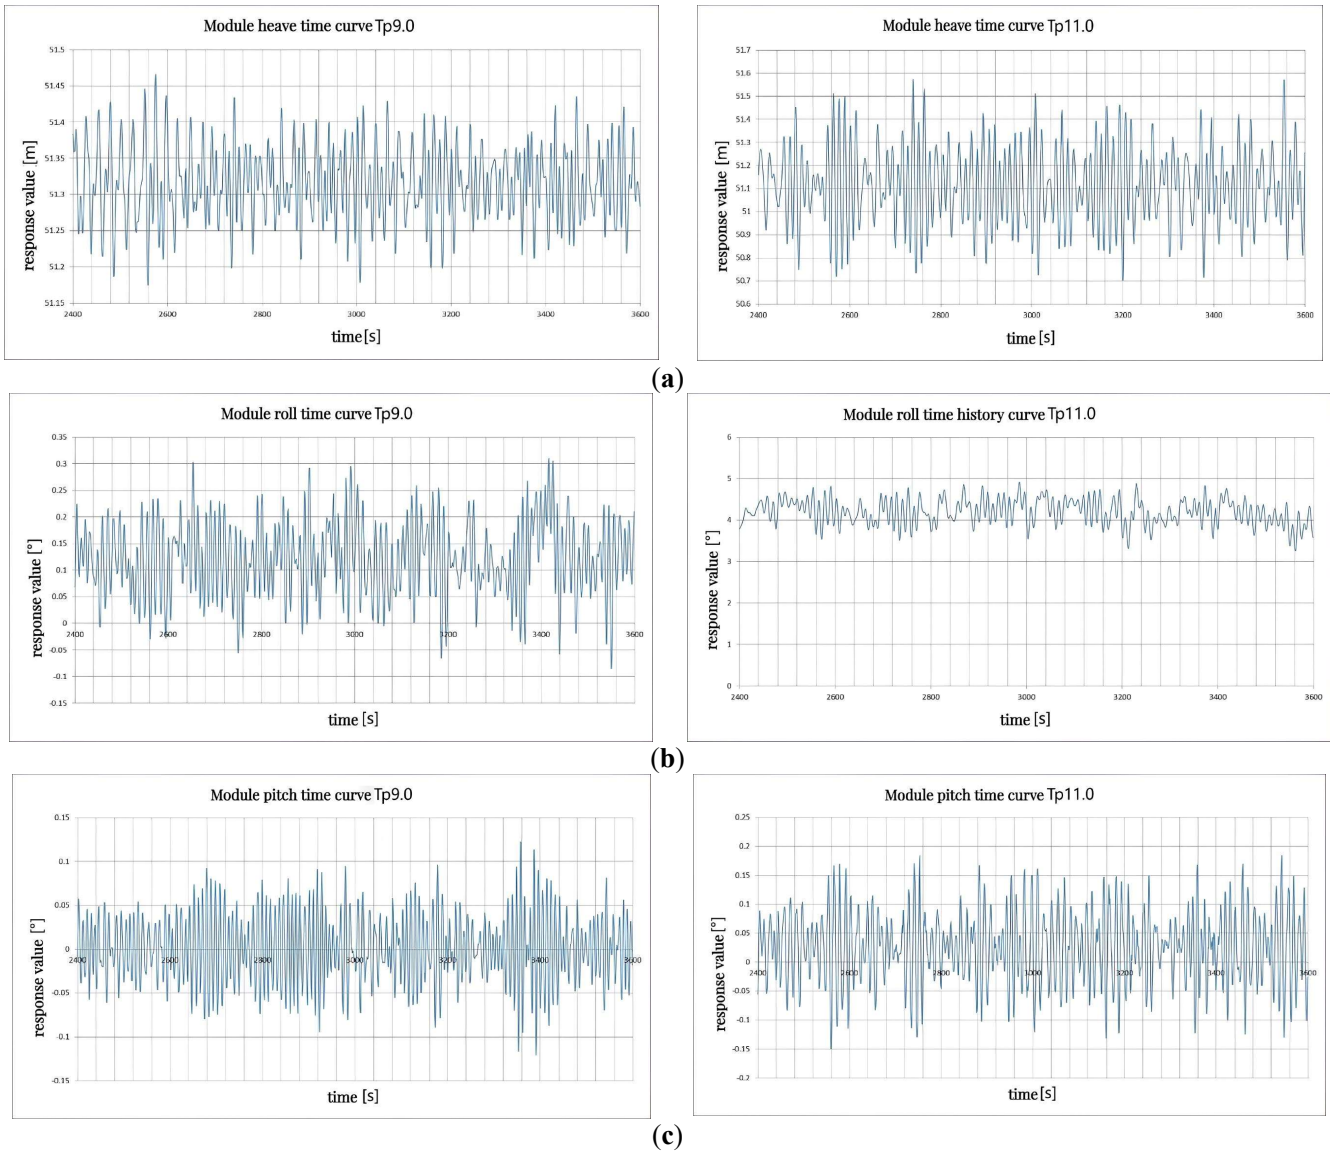 Module heave time curve Tp9.0
response value [m]
51.5
51.45
51.4
51.35
51.3
51.25
51.2
51.15
2400 2600 2800 3000 3200 3400 3600
time[s]
Module heave time curve Tp11.0
response value [m]
51.7
51.6
51.5
51.4
51.3
51.2
51.1
51
50.9
50.8
50.7
50.6
2400 2600 2800 3000 3200 3400 3600
time[s]
(a)
Module roll time curve Tp9.0
response value [°]
0.35
0.3
0.25
0.2
0.15
0.1
0.05
0
-0.05
-0.1
-0.15
2400 2600 2800 3000 3200 3400 3600
time [s]
Module roll time history curve Tp11.0
response value [°]
6
5
4
3
2
1
0
2400 2600 2800 3000 3200 3400 3600
time [s]
(b)
Module pitch time curve Tp9.0
response value [°]
0.15
0.1
0.05
0
-0.05
-0.1
-0.15
2400 2600 2800 3000 3200 3400 3600
time [s]
Module pitch time curve Tp11.0
response value [°]
0.25
0.2
0.15
0.1
0.05
0
-0.05
-0.1
-0.15
-0.2
2400 2600 2800 3000 3200 3400 3600
time[s]
(c)